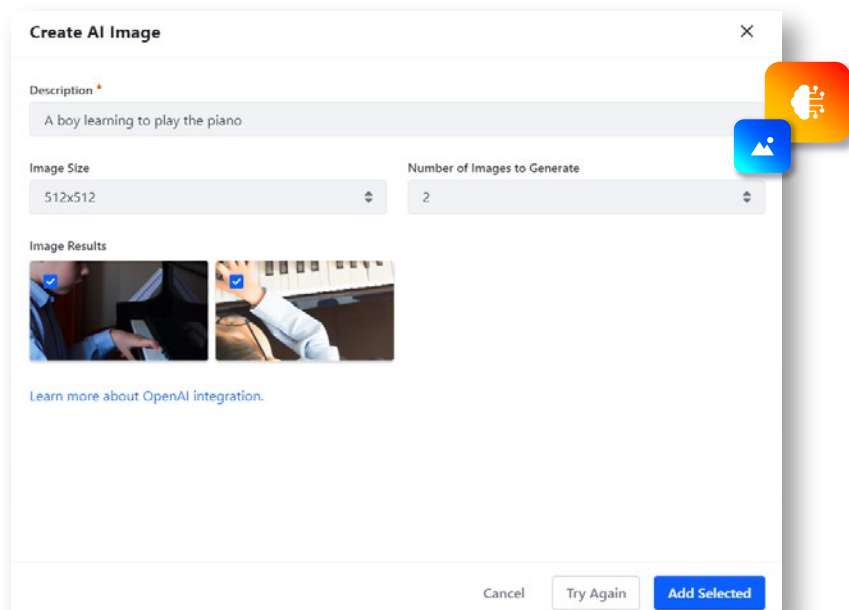 Create AI Image
Description
A boy learning to play the piano
Image Size
Number of Images to Generate
512x512
2
Image Results
Learn more about OpenAI integration.
Cancel
Try Again
Add Selected